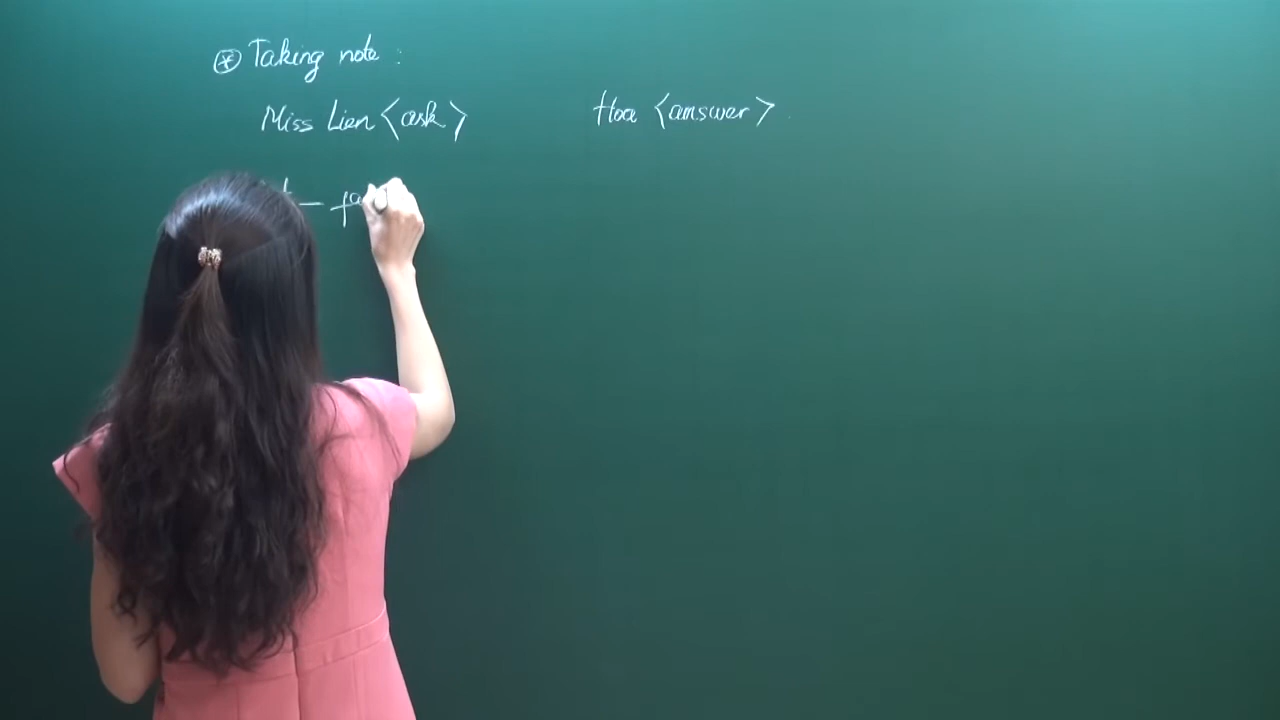 ⊛ Taking note :
Miss Lien <ask> Hoa <answer>